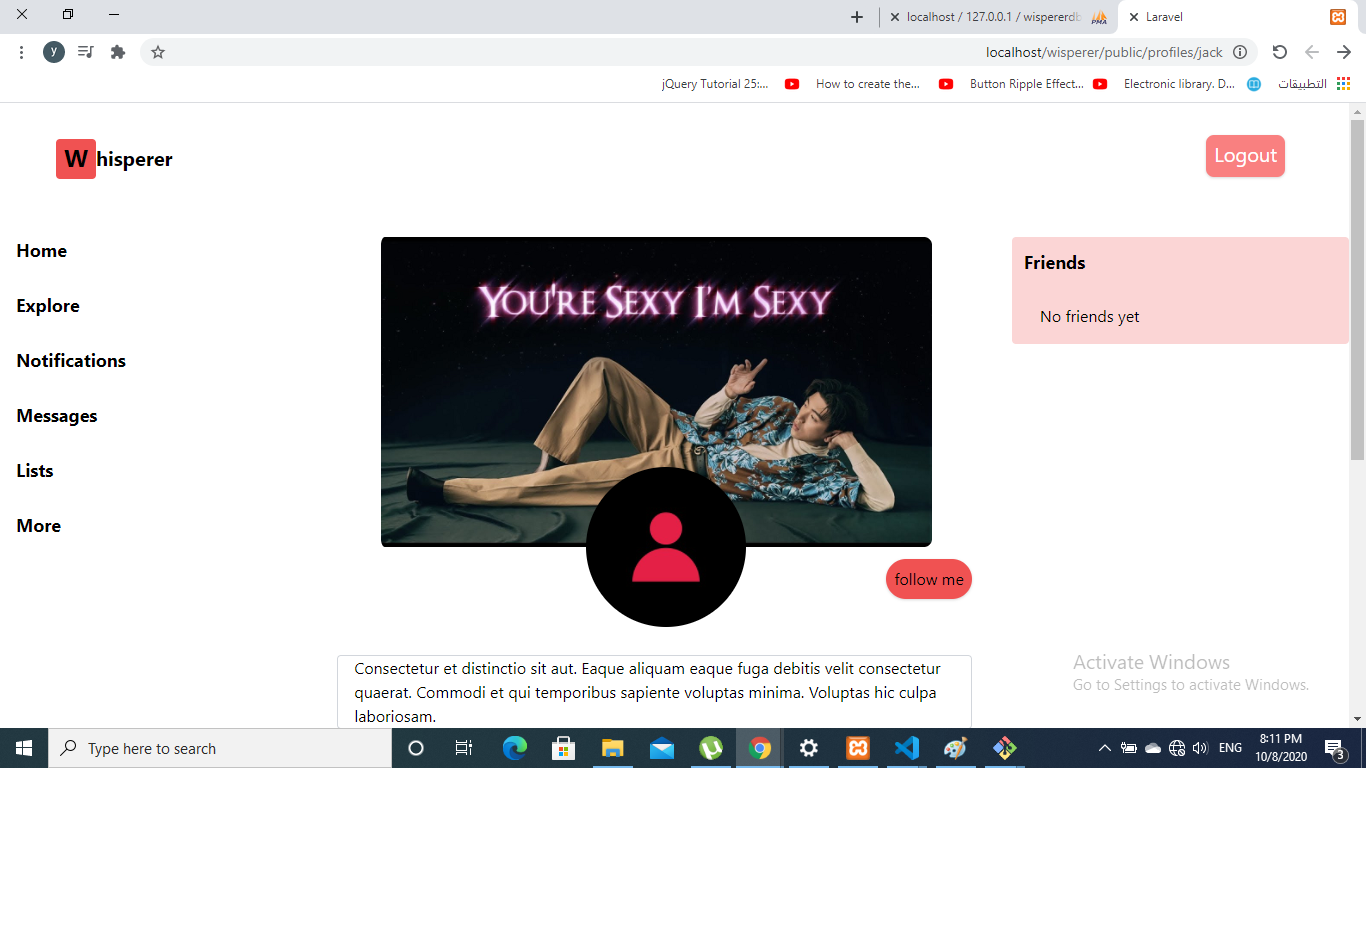 localhost / 127.0.0.1 / wispererdb
PMA
Laravel
y
localhost/wisperer/public/profiles/jack
jQuery Tutorial 25:...
How to create the...
Button Ripple Effect...
Electronic library. D...
التطبيقات
Whisperer
Logout
Home
Explore
Notifications
Messages
Lists
More
You're Sexy I'm Sexy
follow me
Friends
No friends yet
Consectetur et distinctio sit aut. Eaque aliquam eaque fuga debitis velit consectetur
quaerat. Commodi et qui temporibus sapiente voluptas minima. Voluptas hic culpa
laboriosam.
Activate Windows
Go to Settings to activate Windows.
Type here to search
ENG
8:11 PM
10/8/2020
3